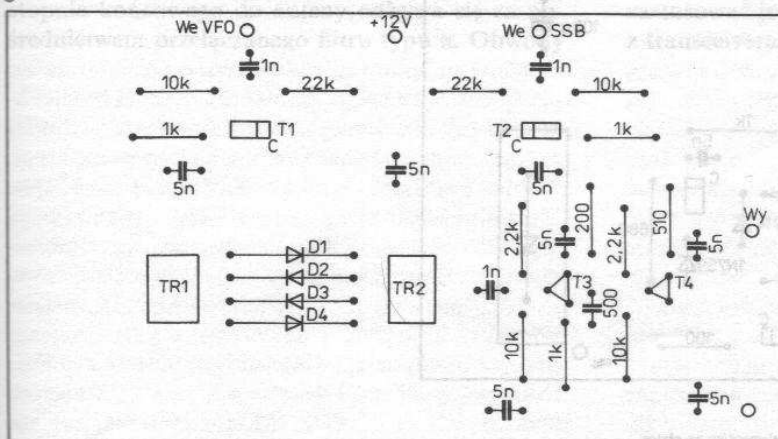 We VFO
+12V
We SSB
1n
1n
10k
22k
22k
10k
1k
T1
C
T2
C
1k
5n
5n
5n
2,2k
5n
200
2,2k
510
5n
Wy
D1
D2
D3
D4
TR1
TR2
1n
T3
500
T4
10k
1k
10k
5n
5n